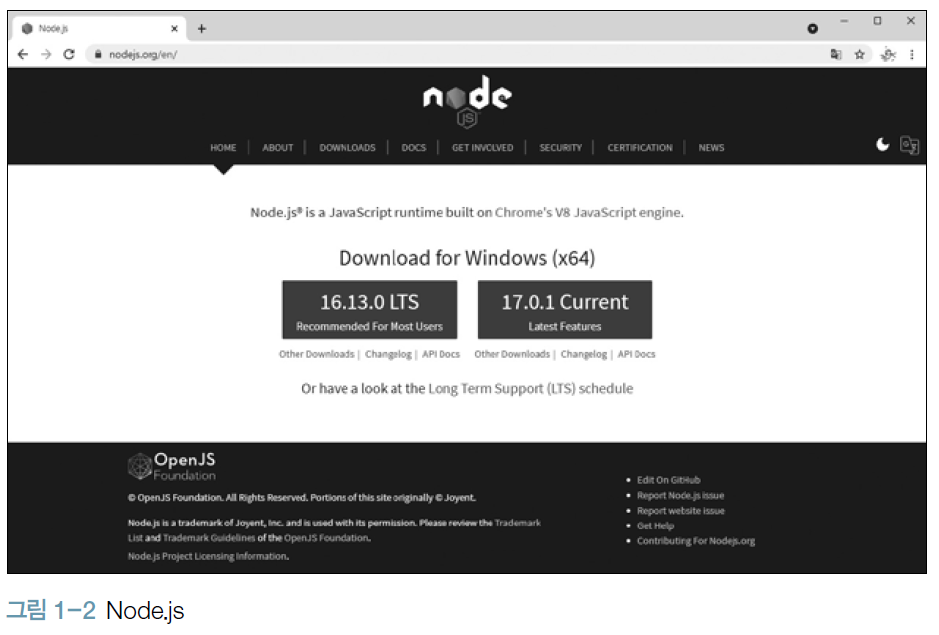 Node.js
nodejs.org/en/
node
JS
HOME ABOUT DOWNLOADS DOCS GET INVOLVED SECURITY CERTIFICATION NEWS
Node.js® is a JavaScript runtime built on Chrome's V8 JavaScript engine.
Download for Windows (x64)
16.13.0 LTS
Recommended For Most Users
17.0.1 Current
Latest Features
Other Downloads | Changelog | API Docs
Other Downloads | Changelog | API Docs
Or have a look at the Long Term Support (LTS) schedule
OpenJS
Foundation
© OpenJS Foundation. All Rights Reserved. Portions of this site originally © Joyent.
Node.js is a trademark of Joyent, Inc. and is used with its permission. Please review the Trademark
List and Trademark Guidelines of the OpenJS Foundation.
Node.js Project Licensing Information.
• Edit On GitHub
• Report Node.js issue
• Report website issue
• Get Help
• Contributing For Nodejs.org
그림 1-2 Node.js